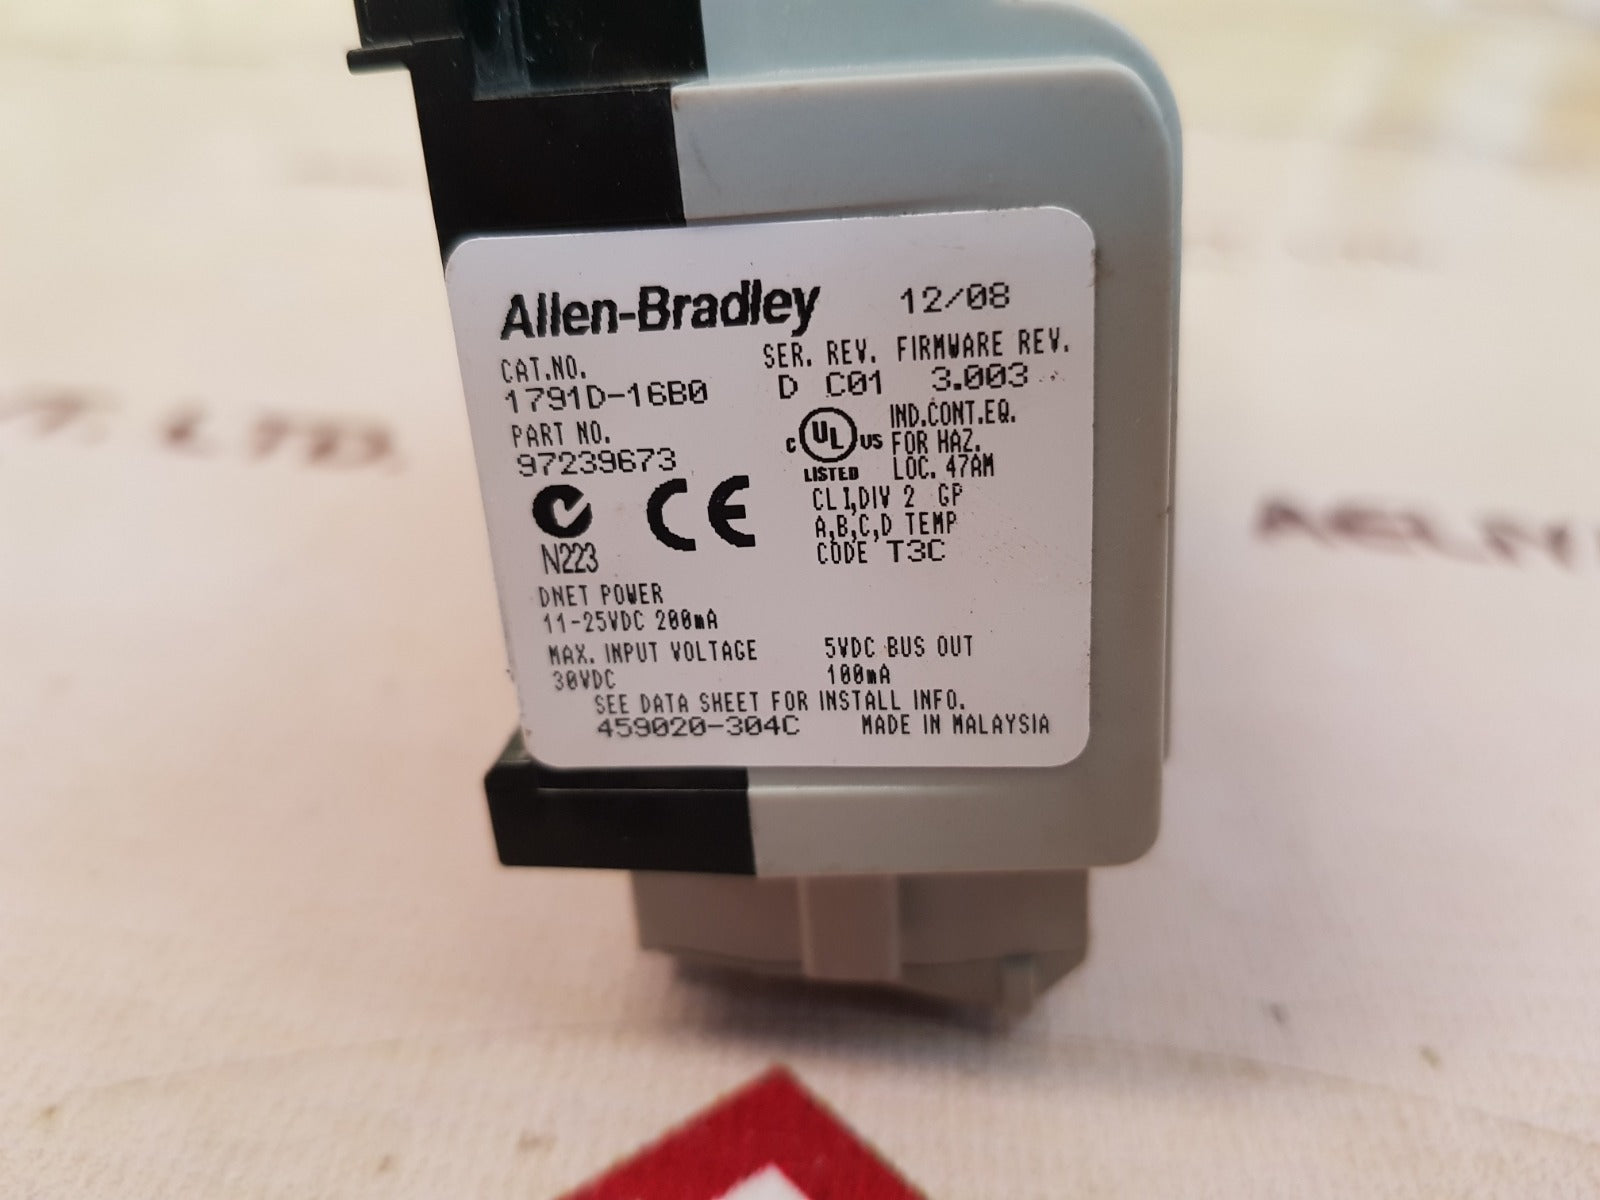 Allen-Bradley 12/08
CAT.NO. SER. REV. FIRMWARE REV.
1791D-16B0 D C01 3.003
PART NO.
97239673
C UL US LISTED
IND.CONT.EQ.
FOR HAZ.
LOC. 47AM
CL I,DIV 2 GP
A,B,C,D TEMP
CODE T3C
CE
N223
DNET POWER
11-25VDC 200mA
MAX. INPUT VOLTAGE 5VDC BUS OUT
30VDC 100mA
SEE DATA SHEET FOR INSTALL INFO.
459020-304C MADE IN MALAYSIA
LTD.